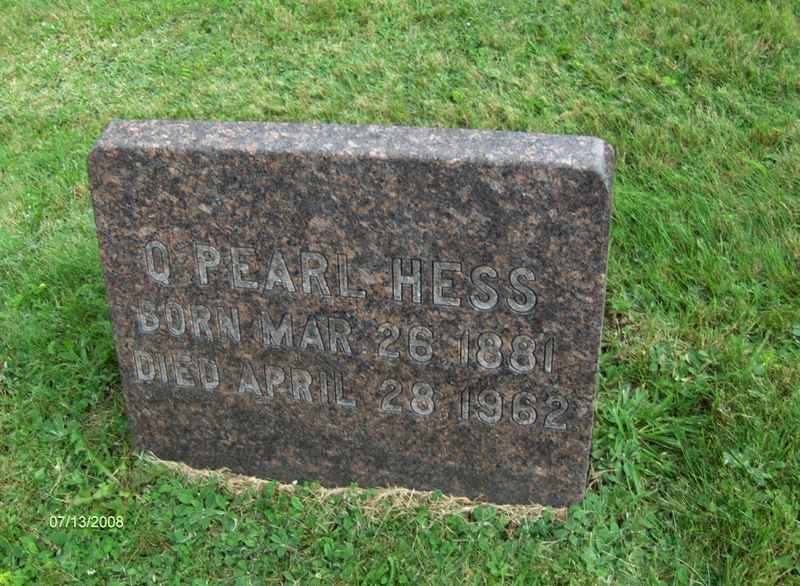 Q PEARL HESS
BORN MAR 26 1881
DIED APRIL 28 1962
07/13/2008